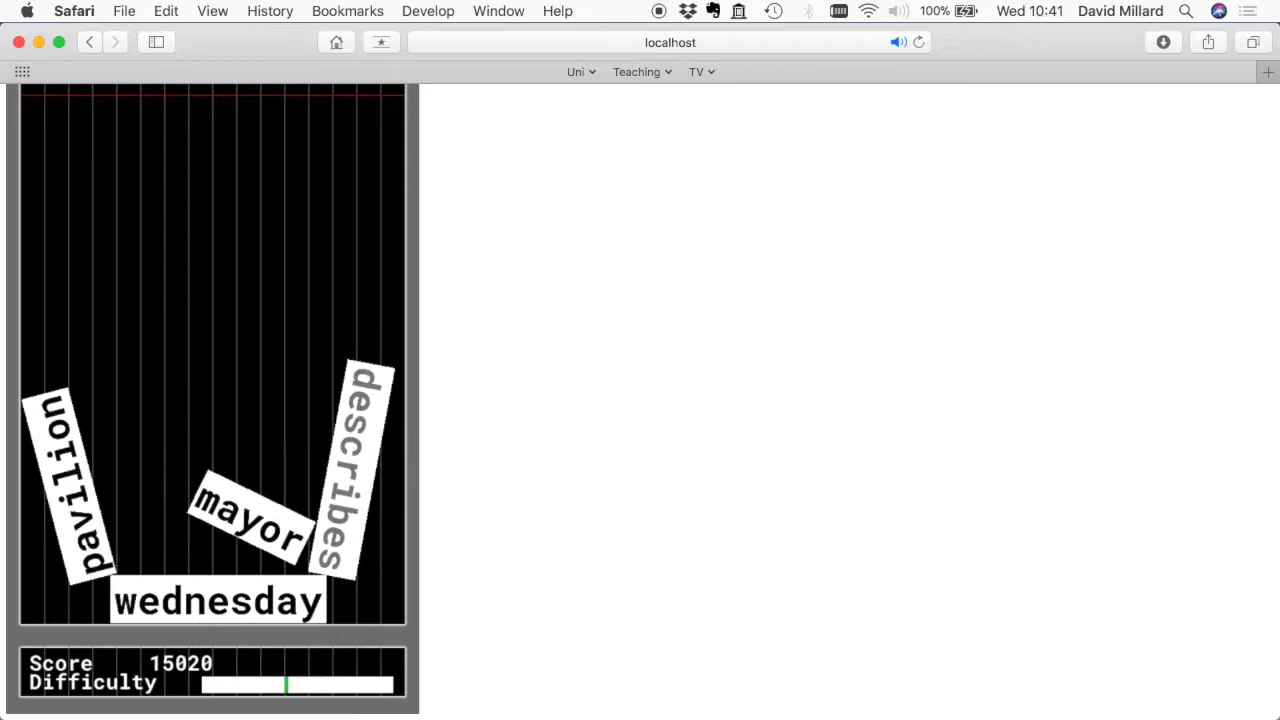 Safari File Edit View History Bookmarks Develop Window Help 100% Wed 10:41 David Millard
localhost
Uni Teaching TV
describes
pavilion
mayor
wednesday
Score 15020
Difficulty